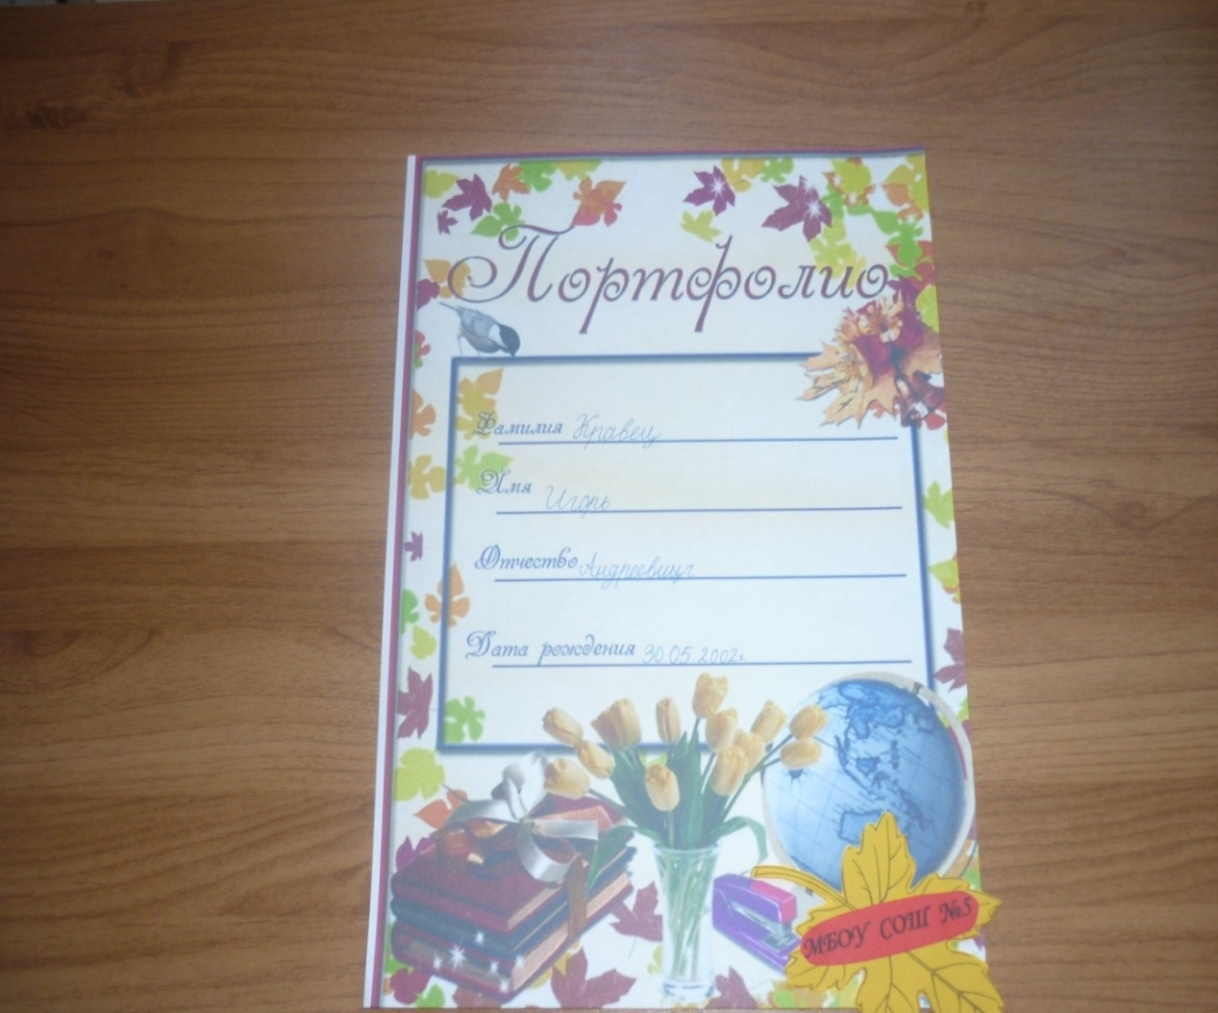 Портфолио
Фамилия Кравец
Имя Игорь
Отчество Андреевич
Дата рождения 30.05.2002г.
МБОУ СОШ №5